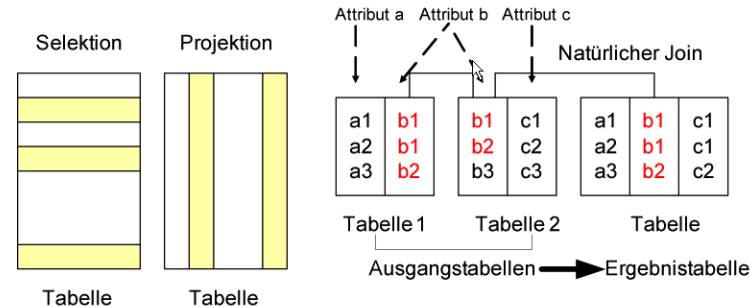 Selektion
Tabelle
Projektion
Tabelle
Attribut a Attribut b Attribut c
Natürlicher Join
a1 b1 b1 c1 a1 b1 c1
a2 b1 b2 c2 a2 b1 c1
a3 b2 b3 c3 a3 b2 c2
Tabelle 1 Tabelle 2 Tabelle
Ausgangstabellen Ergebnistabelle